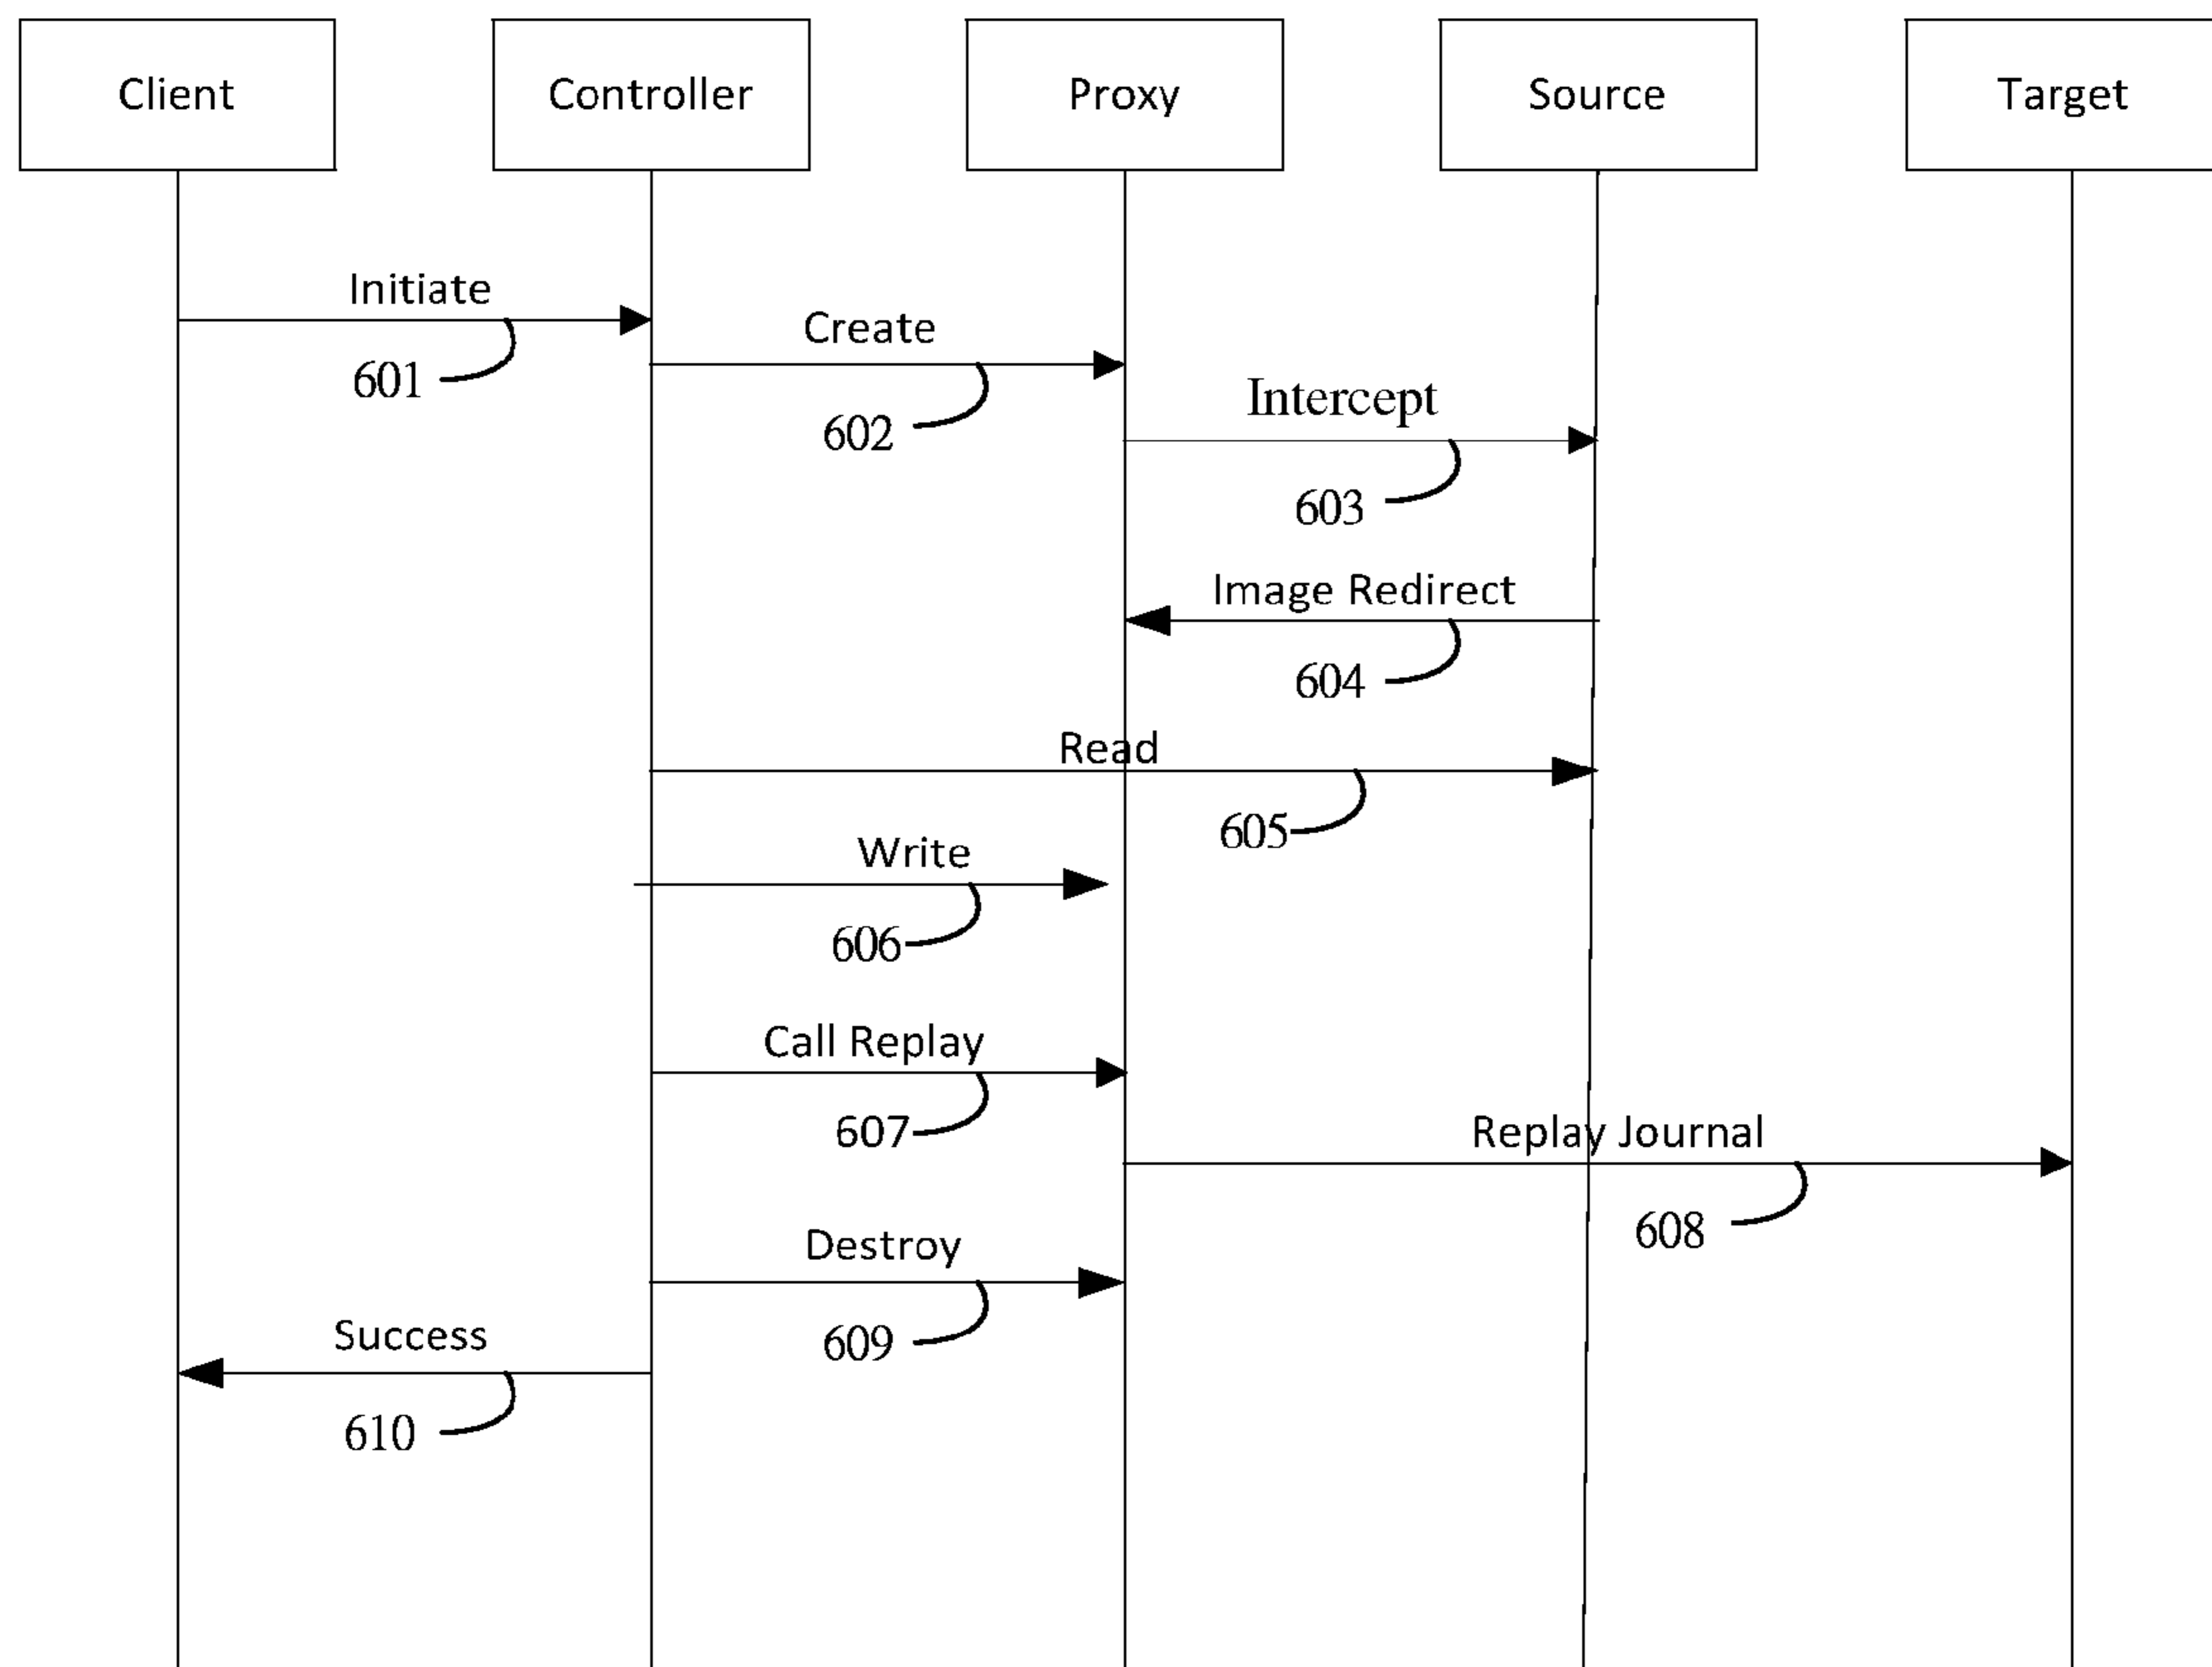 Client
Controller
Proxy
Source
Target
Initiate
601
Create
602
Intercept
603
Image Redirect
604
Read
605
Write
606
Call Replay
607
Replay Journal
608
Destroy
609
Success
610